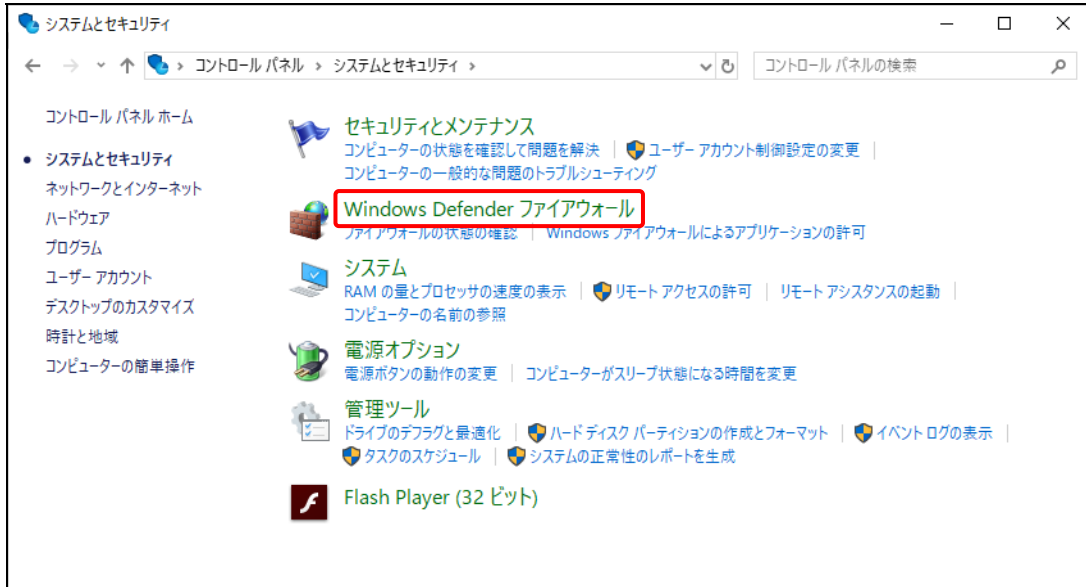 システムとセキュリティ
コントロール パネル › システムとセキュリティ ›
コントロール パネルの検索
コントロール パネル ホーム
システムとセキュリティ
ネットワークとインターネット
ハードウェア
プログラム
ユーザー アカウント
デスクトップのカスタマイズ
時計と地域
コンピューターの簡単操作
セキュリティとメンテナンス
コンピューターの状態を確認して問題を解決 | ユーザー アカウント制御設定の変更 |
コンピューターの一般的な問題のトラブルシューティング
Windows Defender ファイアウォール
ファイアウォールの状態の確認 | Windows ファイアウォールによるアプリケーションの許可
システム
RAM の量とプロセッサの速度の表示 | リモート アクセスの許可 | リモート アシスタンスの起動 |
コンピューターの名前の参照
電源オプション
電源ボタンの動作の変更 | コンピューターがスリープ状態になる時間を変更
管理ツール
ドライブのデフラグと最適化 | ハード ディスク パーティションの作成とフォーマット | イベント ログの表示 |
タスクのスケジュール | システムの正常性のレポートを生成
Flash Player (32 ビット)